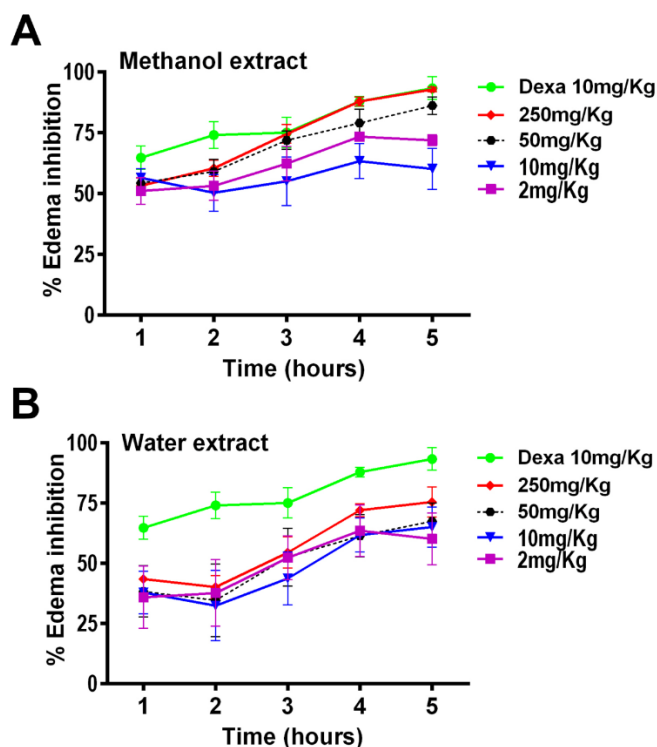 A
Methanol extract
% Edema inhibition
100
75
50
25
0
1 2 3 4 5
Time (hours)
Dexa 10mg/Kg
250mg/Kg
50mg/Kg
10mg/Kg
2mg/Kg
B
Water extract
% Edema inhibition
100
75
50
25
0
1 2 3 4 5
Time (hours)
Dexa 10mg/Kg
250mg/Kg
50mg/Kg
10mg/Kg
2mg/Kg